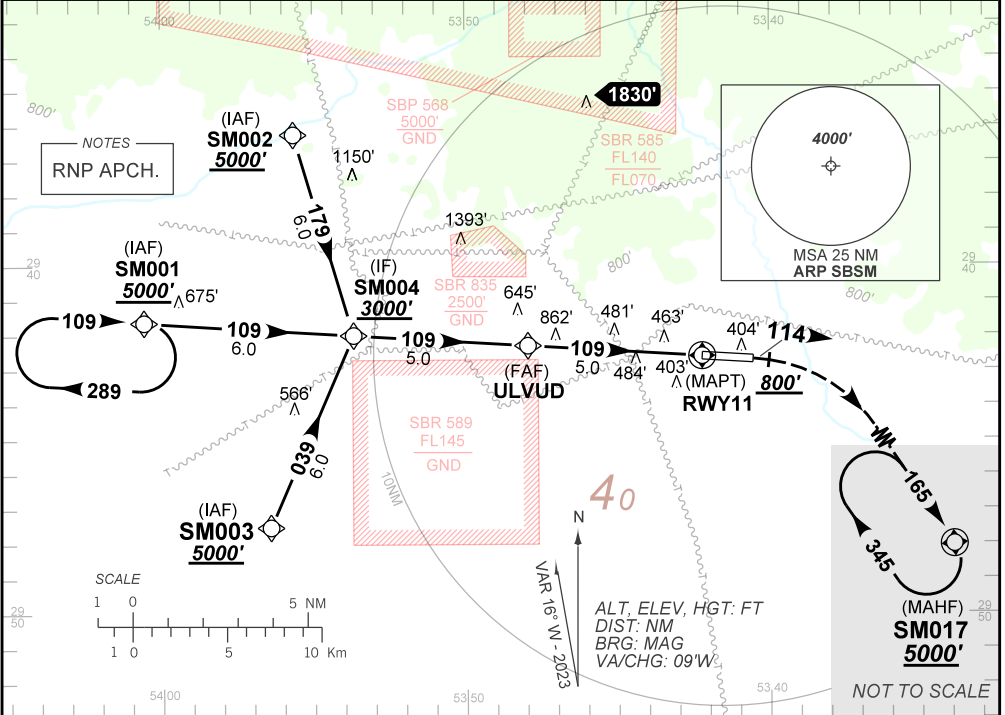 54 00
53 50
53 40
800'
NOTES
RNP APCH.
(IAF)
SM002
5000'
SBP 568
5000'
GND
1830'
SBR 585
FL140
FL070
4000'
MSA 25 NM
ARP SBSM
1150'
179
6.0
1393'
(IAF)
SM001
5000'
675'
29
40
(IF)
SM004
3000'
SBR 835
2500'
GND
645'
862'
481'
463'
404'
800'
800'
29
40
109
109
6.0
109
5.0
109
5.0
114
289
(FAF)
ULVUD
484'
403'
(MAPT)
RWY11
800'
566'
039
6.0
SBR 589
FL145
GND
10NM
40
165
345
(IAF)
SM003
5000'
N
VAR 16° W - 2023
SCALE
1 0 5 NM
1 0 5 10 Km
ALT, ELEV, HGT: FT
DIST: NM
BRG: MAG
VA/CHG: 09'W
(MAHF)
SM017
5000'
NOT TO SCALE
29
50
29
50
54 00
53 50
53 40